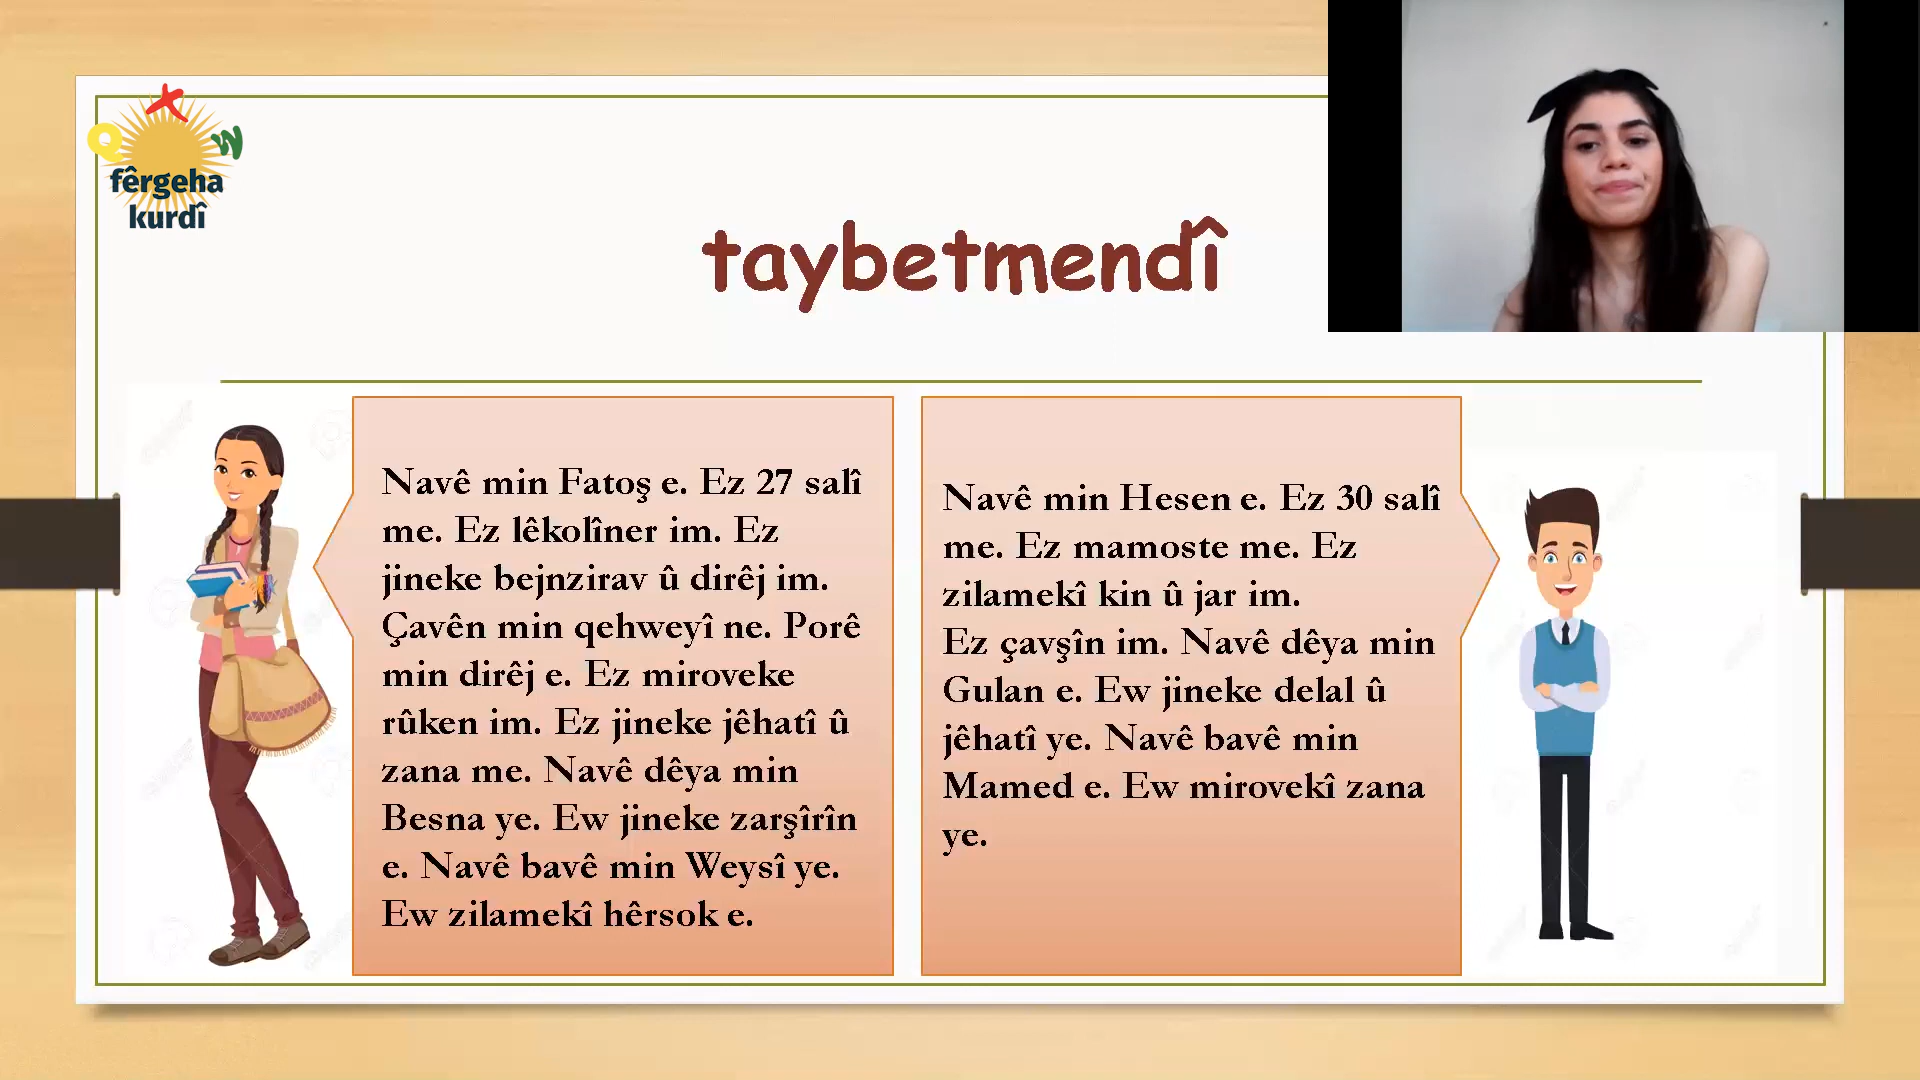 Q X W
fêrgeha
kurdî
taybetmendî
Navê min Fatoş e. Ez 27 salî
me. Ez lêkolîner im. Ez
jineke bejnzirav û dirêj im.
Çavên min qehweyî ne. Porê
min dirêj e. Ez miroveke
rûken im. Ez jineke jêhatî û
zana me. Navê dêya min
Besna ye. Ew jineke zarşîrîn
e. Navê bavê min Weysî ye.
Ew zilamekî hêrsok e.
Navê min Hesen e. Ez 30 salî
me. Ez mamoste me. Ez
zilamekî kin û jar im.
Ez çavşîn im. Navê dêya min
Gulan e. Ew jineke delal û
jêhatî ye. Navê bavê min
Mamed e. Ew mirovekî zana
ye.